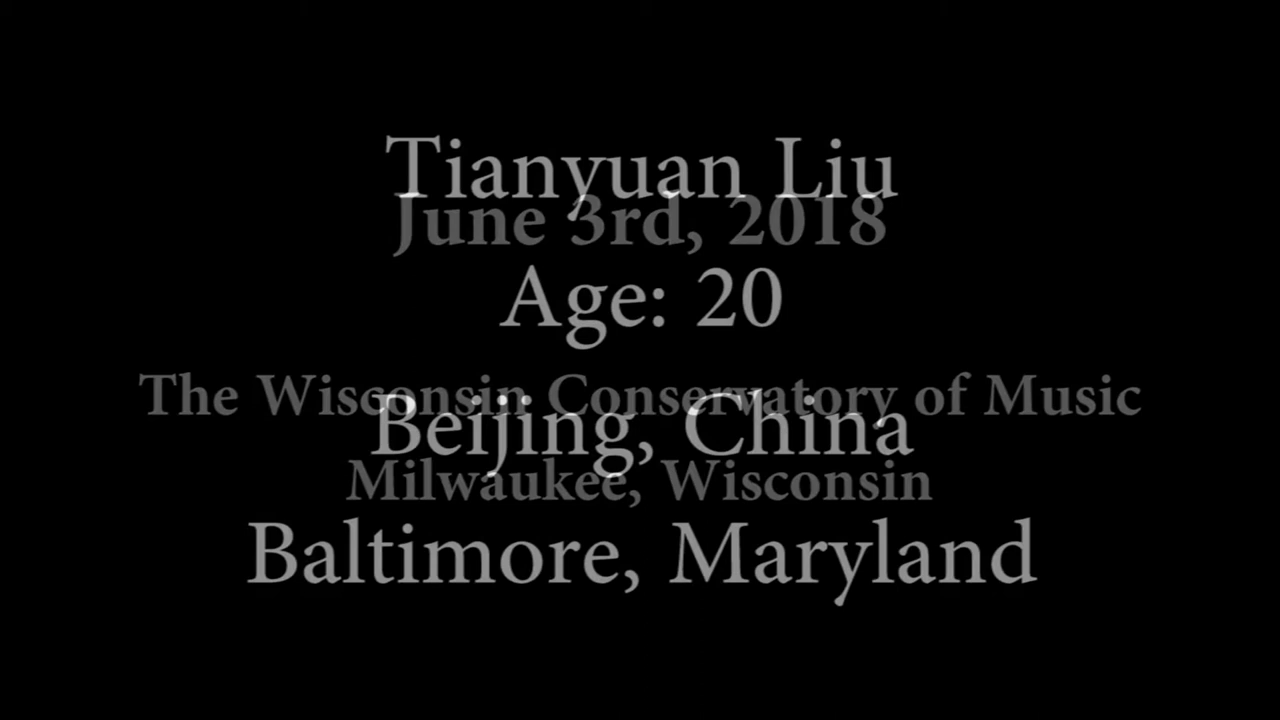 Tianyuan Liu
June 3rd, 2018
Age: 20
The Wisconsin Conservatory of Music
Beijing, China
Milwaukee, Wisconsin
Baltimore, Maryland